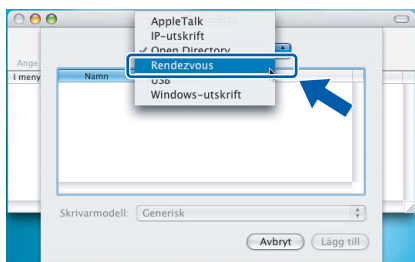 AppleTalk
IP-utskrift
✓ Open Directory
Rendezvous
USB
Windows-utskrift
Ange
I meny
Namn
Skrivarmodell: Generisk
Avbryt
Lägg till